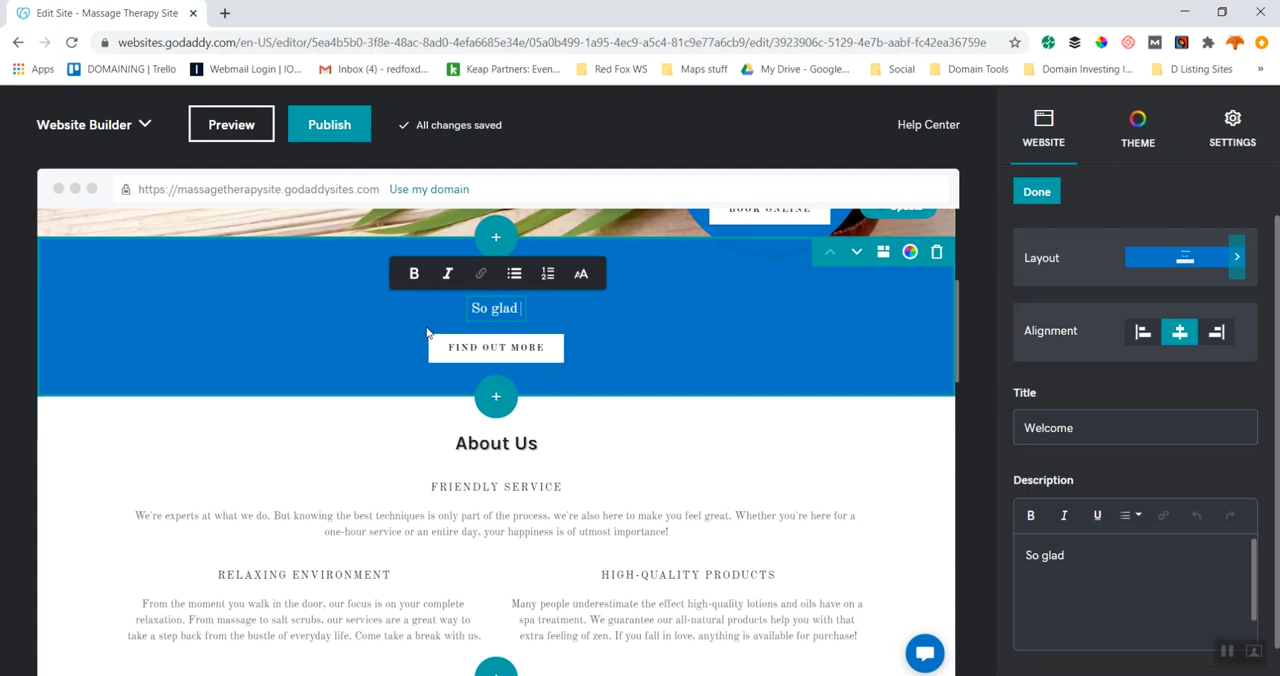 Edit Site - Massage Therapy Site
websites.godaddy.com/en-US/editor/5ea4b5b0-3f8e-48ac-8ad0-4efa6685e34e/03a0b499-1a95-4ec9-a5c4-81c9e77a6cb9/edit/3923906c-5129-4e7b-aabf-fc42ea36759e
Apps DOMAINING | Trello Webmail Login | IO... Inbox (4) - redfoxd... Keap Partners: Even... Red Fox WS Maps stuff My Drive - Google... Social Domain Tools Domain Investing I... D Listing Sites »
Website Builder Preview Publish All changes saved Help Center
WEBSITE THEME SETTINGS
https://massagetherapysite.godaddysites.com Use my domain
Done
BOOK ONLINE
Layout
B I AA
So glad
FIND OUT MORE
Alignment
Title
Welcome
Description
B I U
So glad
About Us
FRIENDLY SERVICE
We're experts at what we do. But knowing the best techniques is only part of the process, we're also here to make you feel great. Whether you're here for a
one-hour service or an entire day, your happiness is of utmost importance!
RELAXING ENVIRONMENT
From the moment you walk in the door, our focus is on your complete
relaxation. From massage to salt scrubs, our services are a great way to
take a step back from the bustle of everyday life. Come take a break with us.
HIGH-QUALITY PRODUCTS
Many people underestimate the effect high-quality lotions and oils have on a
spa treatment. We guarantee our all-natural products help you with that
extra feeling of zen. If you fall in love, anything is available for purchase!